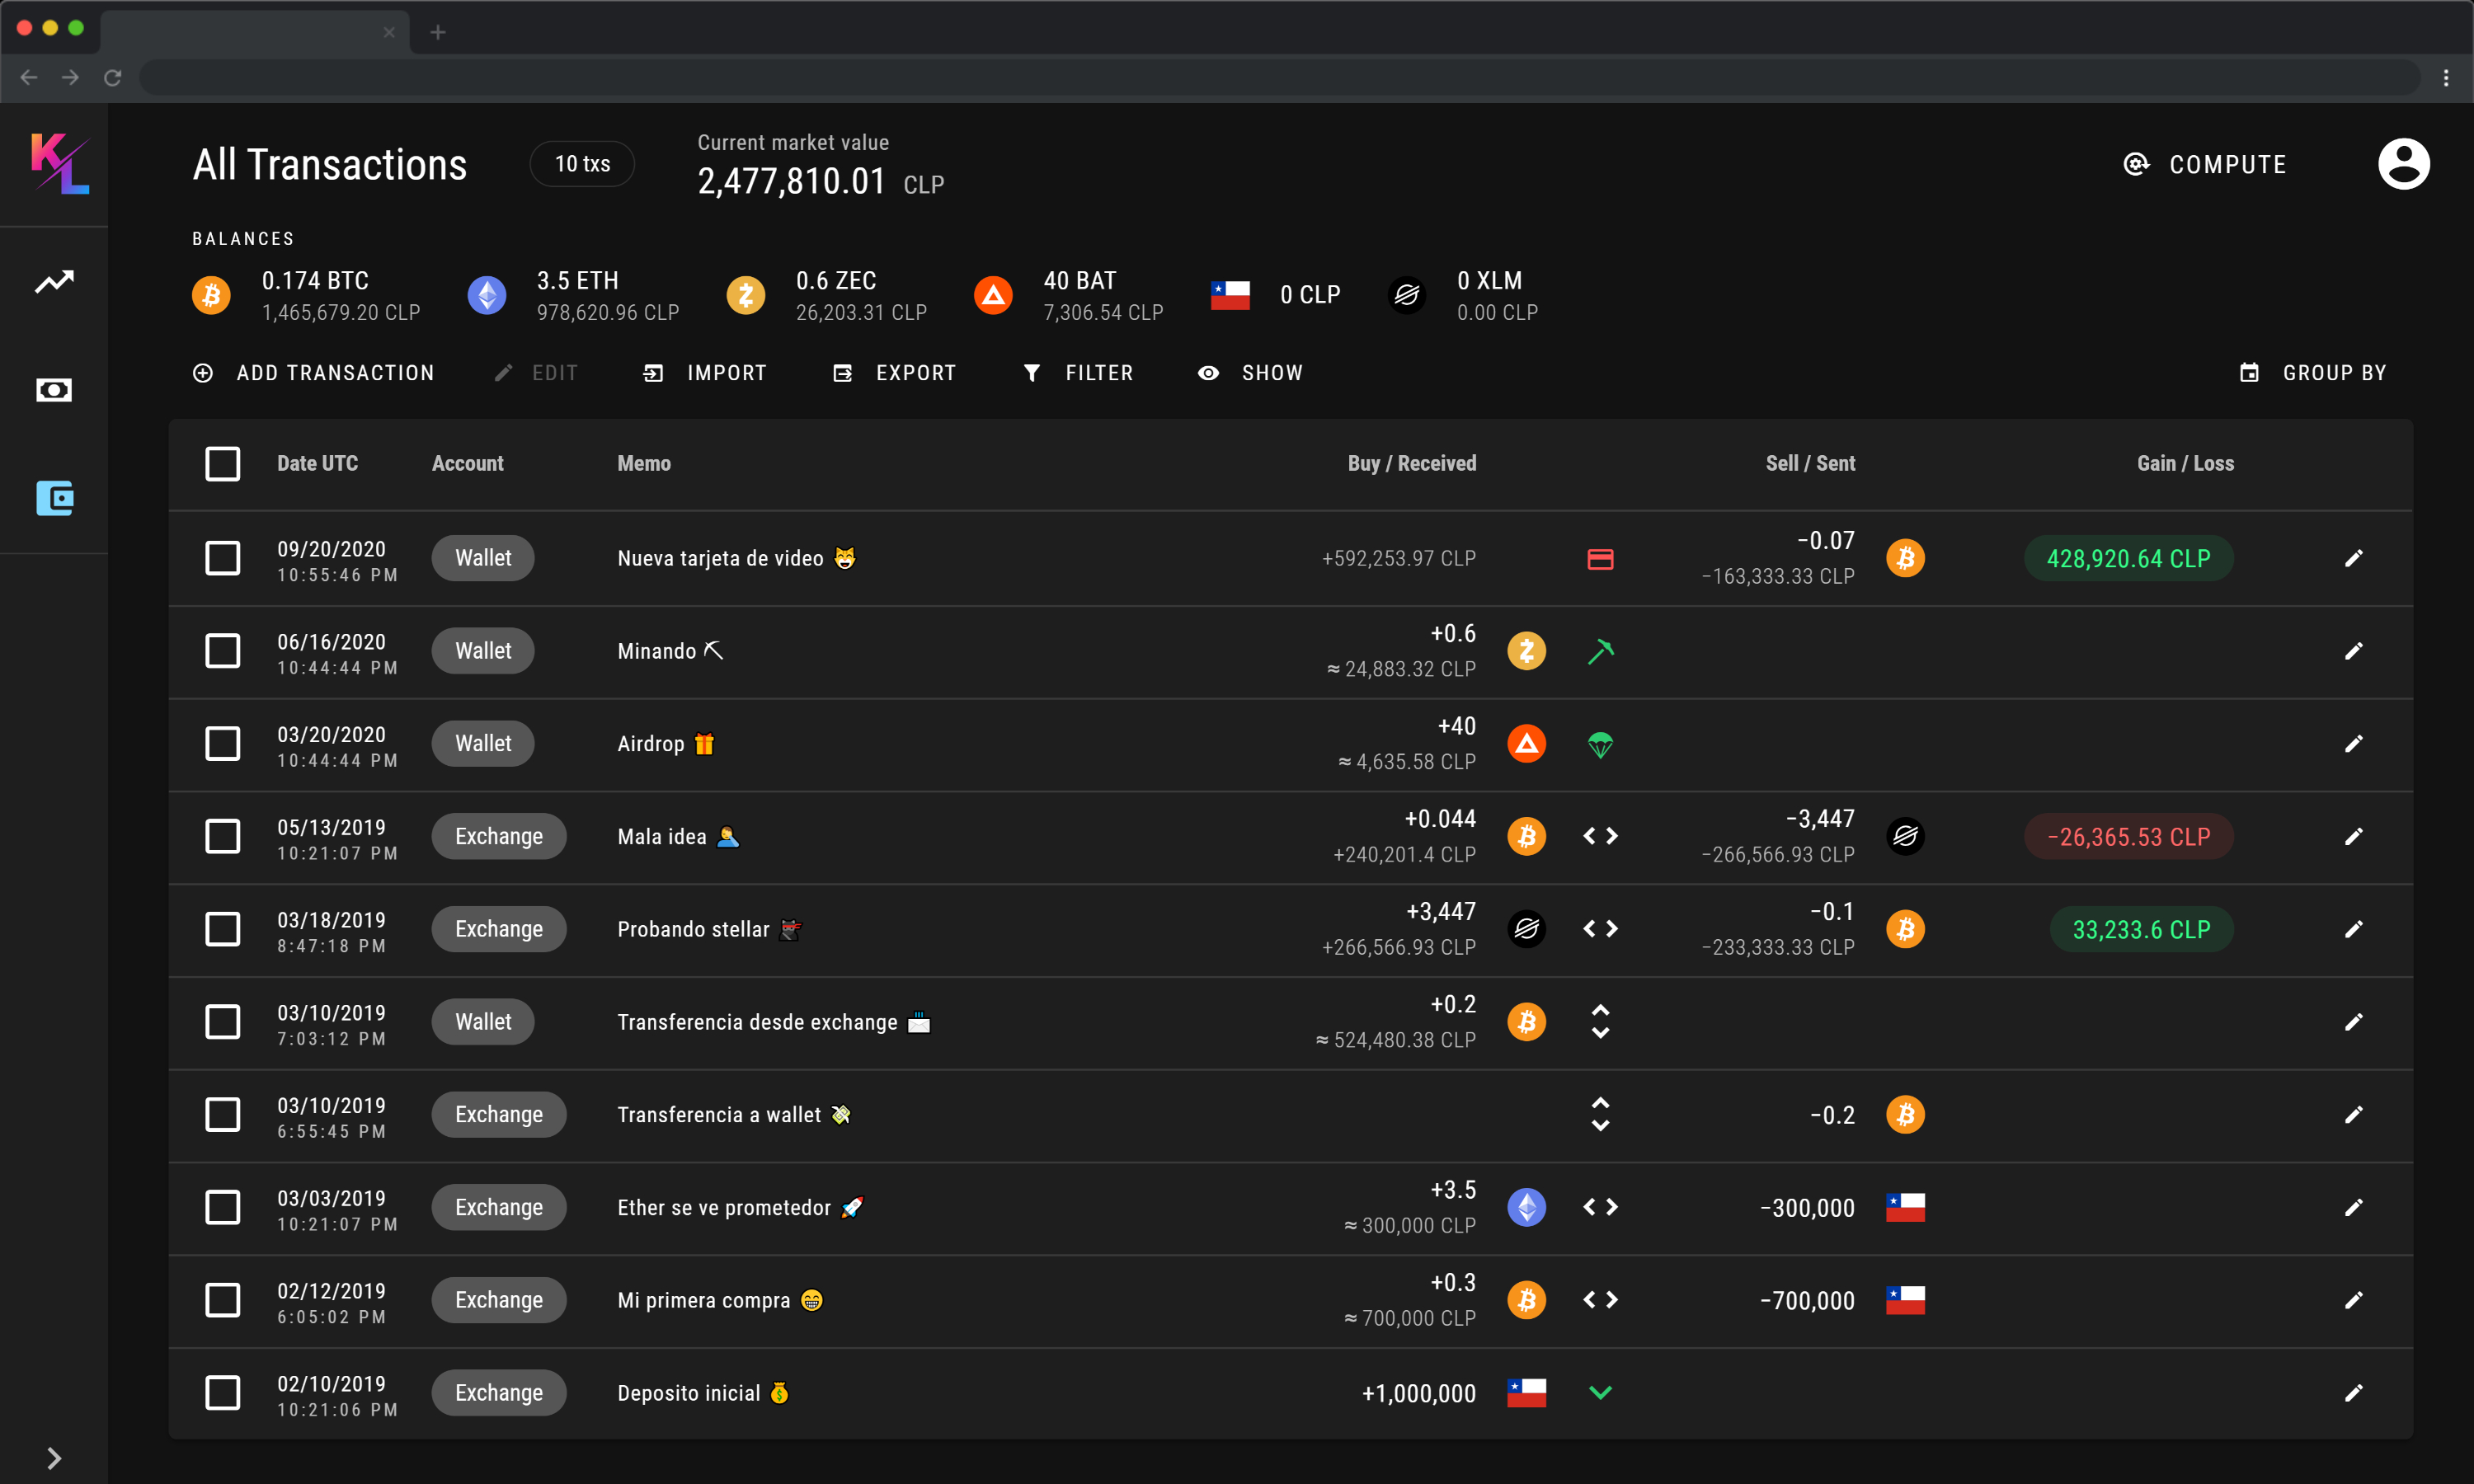 KL
All Transactions
10 txs
Current market value
2,477,810.01 CLP
COMPUTE
BALANCES
0.174 BTC
1,465,679.20 CLP
3.5 ETH
978,620.96 CLP
0.6 ZEC
26,203.31 CLP
40 BAT
7,306.54 CLP
0 CLP
0 XLM
0.00 CLP
ADD TRANSACTION
EDIT
IMPORT
EXPORT
FILTER
SHOW
GROUP BY
Date UTC Account Memo Buy / Received Sell / Sent Gain / Loss
09/20/2020
10:55:46 PM
Wallet
Nueva tarjeta de video 😸
+592,253.97 CLP
−0.07
−163,333.33 CLP
428,920.64 CLP
06/16/2020
10:44:44 PM
Wallet
Minando ⛏
+0.6
≈ 24,883.32 CLP
03/20/2020
10:44:44 PM
Wallet
Airdrop 🎁
+40
≈ 4,635.58 CLP
05/13/2019
10:21:07 PM
Exchange
Mala idea 🤦‍♂️
+0.044
+240,201.4 CLP
−3,447
−266,566.93 CLP
−26,365.53 CLP
03/18/2019
8:47:18 PM
Exchange
Probando stellar 🐱‍👤
+3,447
+266,566.93 CLP
−0.1
−233,333.33 CLP
33,233.6 CLP
03/10/2019
7:03:12 PM
Wallet
Transferencia desde exchange 📨
+0.2
≈ 524,480.38 CLP
03/10/2019
6:55:45 PM
Exchange
Transferencia a wallet 💸
−0.2
03/03/2019
10:21:07 PM
Exchange
Ether se ve prometedor 🚀
+3.5
≈ 300,000 CLP
−300,000
02/12/2019
6:05:02 PM
Exchange
Mi primera compra 😁
+0.3
≈ 700,000 CLP
−700,000
02/10/2019
10:21:06 PM
Exchange
Deposito inicial 💰
+1,000,000